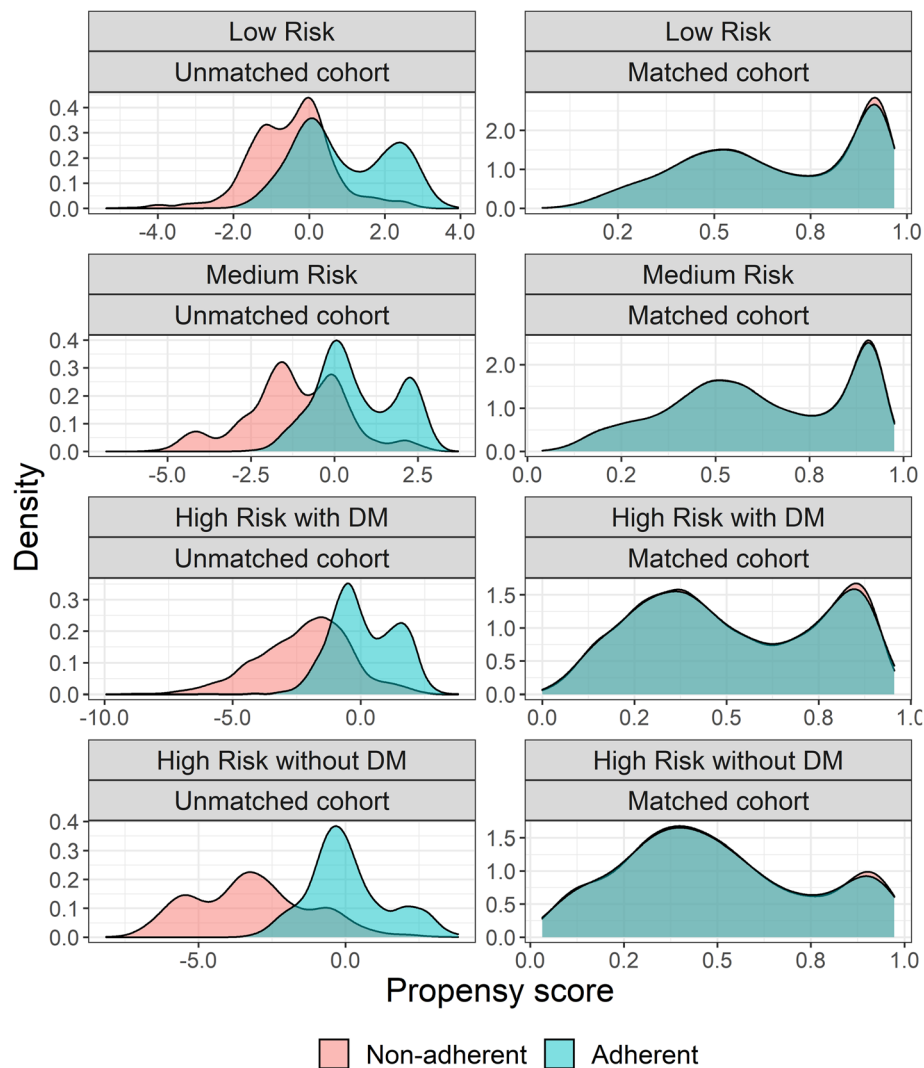 Low Risk
Unmatched cohort
0.4
0.3
0.2
0.1
0.0
-4.0 -2.0 0.0 2.0 4.0
Low Risk
Matched cohort
2.0
1.0
0.0
0.2 0.5 0.8 1.0
Medium Risk
Unmatched cohort
0.4
0.3
0.2
0.1
0.0
-5.0 -2.5 0.0 2.5
Medium Risk
Matched cohort
2.0
1.0
0.0
0.0 0.2 0.5 0.8 1.0
High Risk with DM
Unmatched cohort
0.3
0.2
0.1
0.0
-10.0 -5.0 0.0
High Risk with DM
Matched cohort
1.5
1.0
0.5
0.0
0.0 0.2 0.5 0.8 1.0
High Risk without DM
Unmatched cohort
0.4
0.3
0.2
0.1
0.0
-5.0 0.0
High Risk without DM
Matched cohort
1.5
1.0
0.5
0.0
0.0 0.2 0.5 0.8 1.0
Density
Propensy score
Non-adherent Adherent